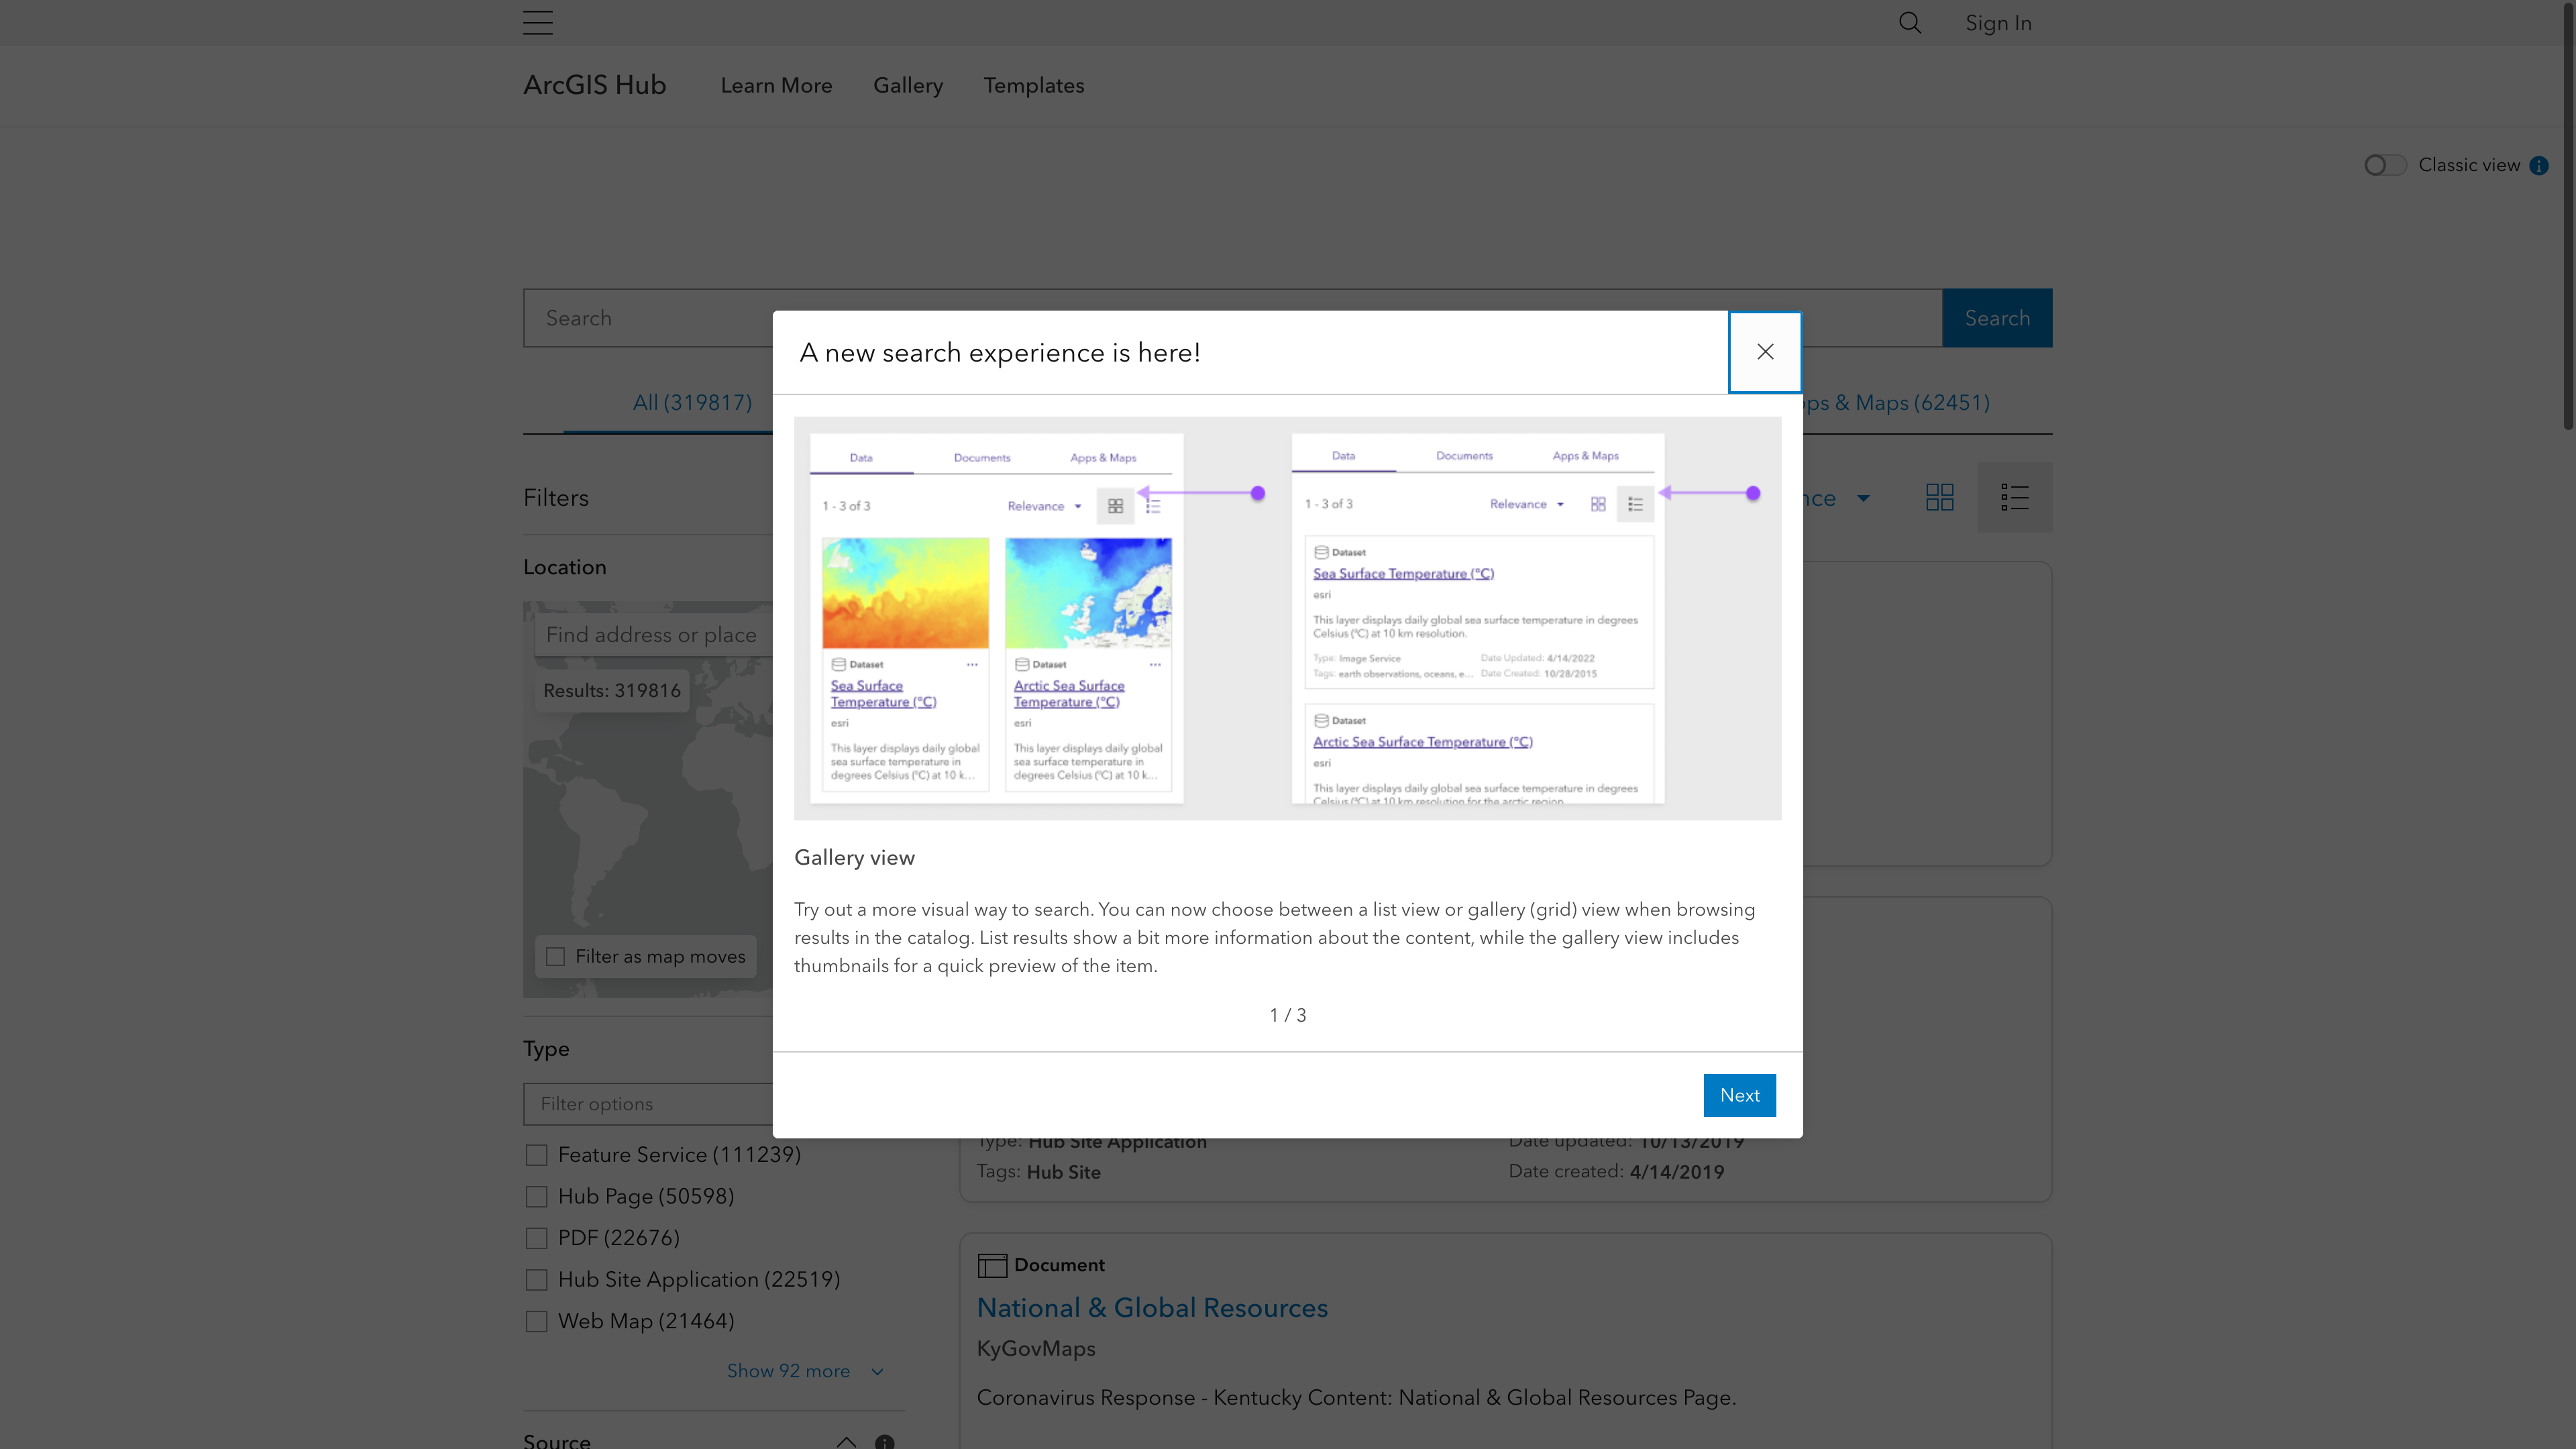 Sign In
ArcGIS Hub
Learn More
Gallery
Templates
Classic view
Search
Search
All (319817)
ps & Maps (62451)
Filters
Location
Find address or place
Results: 319816
Filter as map moves
Type
Filter options
Feature Service (111239)
Hub Page (50598)
PDF (22676)
Hub Site Application (22519)
Web Map (21464)
Show 92 more
Source
A new search experience is here!
Data Documents Apps & Maps
1 - 3 of 3 Relevance
Dataset
Sea Surface
Temperature (°C)
esri
This layer displays daily global
sea surface temperature in
degrees Celsius (°C) at 10 k...
Dataset
Arctic Sea Surface
Temperature (°C)
esri
This layer displays daily global
sea surface temperature in
degrees Celsius (°C) at 10 k...
Data Documents Apps & Maps
1 - 3 of 3 Relevance
Dataset
Sea Surface Temperature (°C)
esri
This layer displays daily global sea surface temperature in degrees
Celsius (°C) at 10 km resolution.
Type: Image Service Date Updated: 4/14/2022
Tags: earth observations, oceans, e... Date Created: 10/28/2015
Dataset
Arctic Sea Surface Temperature (°C)
esri
This layer displays daily global sea surface temperature in degrees
Celsius (°C) at 10 km resolution for the arctic region
Gallery view
Try out a more visual way to search. You can now choose between a list view or gallery (grid) view when browsing
results in the catalog. List results show a bit more information about the content, while the gallery view includes
thumbnails for a quick preview of the item.
1 / 3
Next
Type: Hub Site Application Date updated: 10/13/2019
Tags: Hub Site Date created: 4/14/2019
Document
National & Global Resources
KyGovMaps
Coronavirus Response - Kentucky Content: National & Global Resources Page.